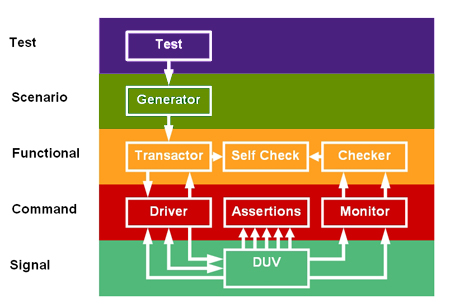 Test
Test
Scenario
Generator
Functional
Transactor
Self Check
Checker
Command
Driver
Assertions
Monitor
Signal
DUV